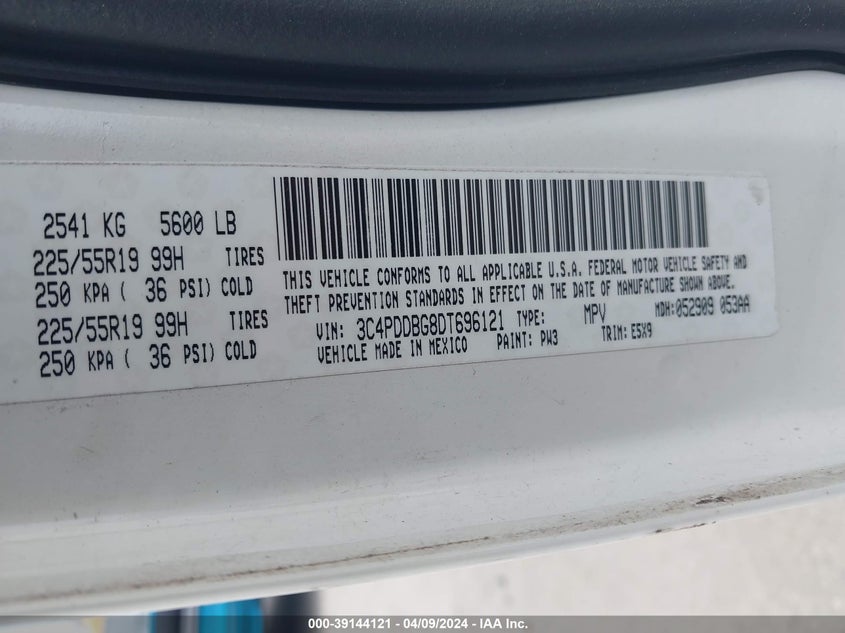 2541 KG 5600 LB
225/55R19 99H TIRES
250 KPA ( 36 PSI) COLD
225/55R19 99H TIRES
250 KPA ( 36 PSI) COLD
THIS VEHICLE CONFORMS TO ALL APPLICABLE U.S.A. FEDERAL MOTOR VEHICLE SAFETY AND
THEFT PREVENTION STANDARDS IN EFFECT ON THE DATE OF MANUFACTURE SHOWN ABOVE.
VIN: 3C4PDDBG8DT696121 TYPE: MPV MDH:052909 053AA
VEHICLE MADE IN MEXICO PAINT: PW3 TRIM: E5X9
000-39144121 - 04/09/2024 - IAA Inc.